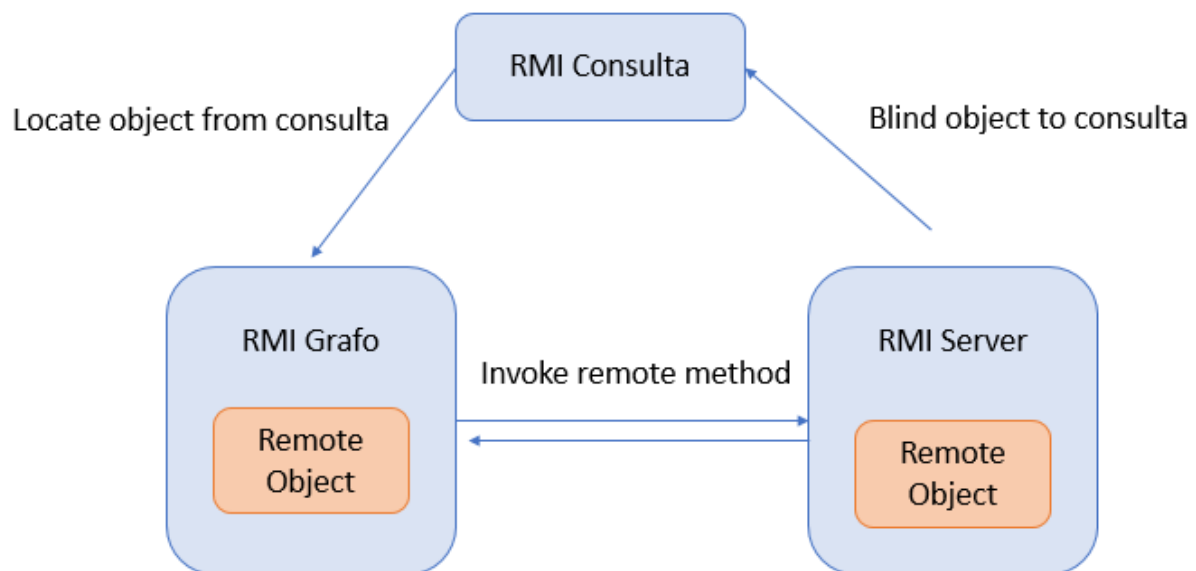 RMI Consulta
Locate object from consulta
Blind object to consulta
RMI Grafo
RMI Server
Invoke remote method
Remote
Object
Remote
Object